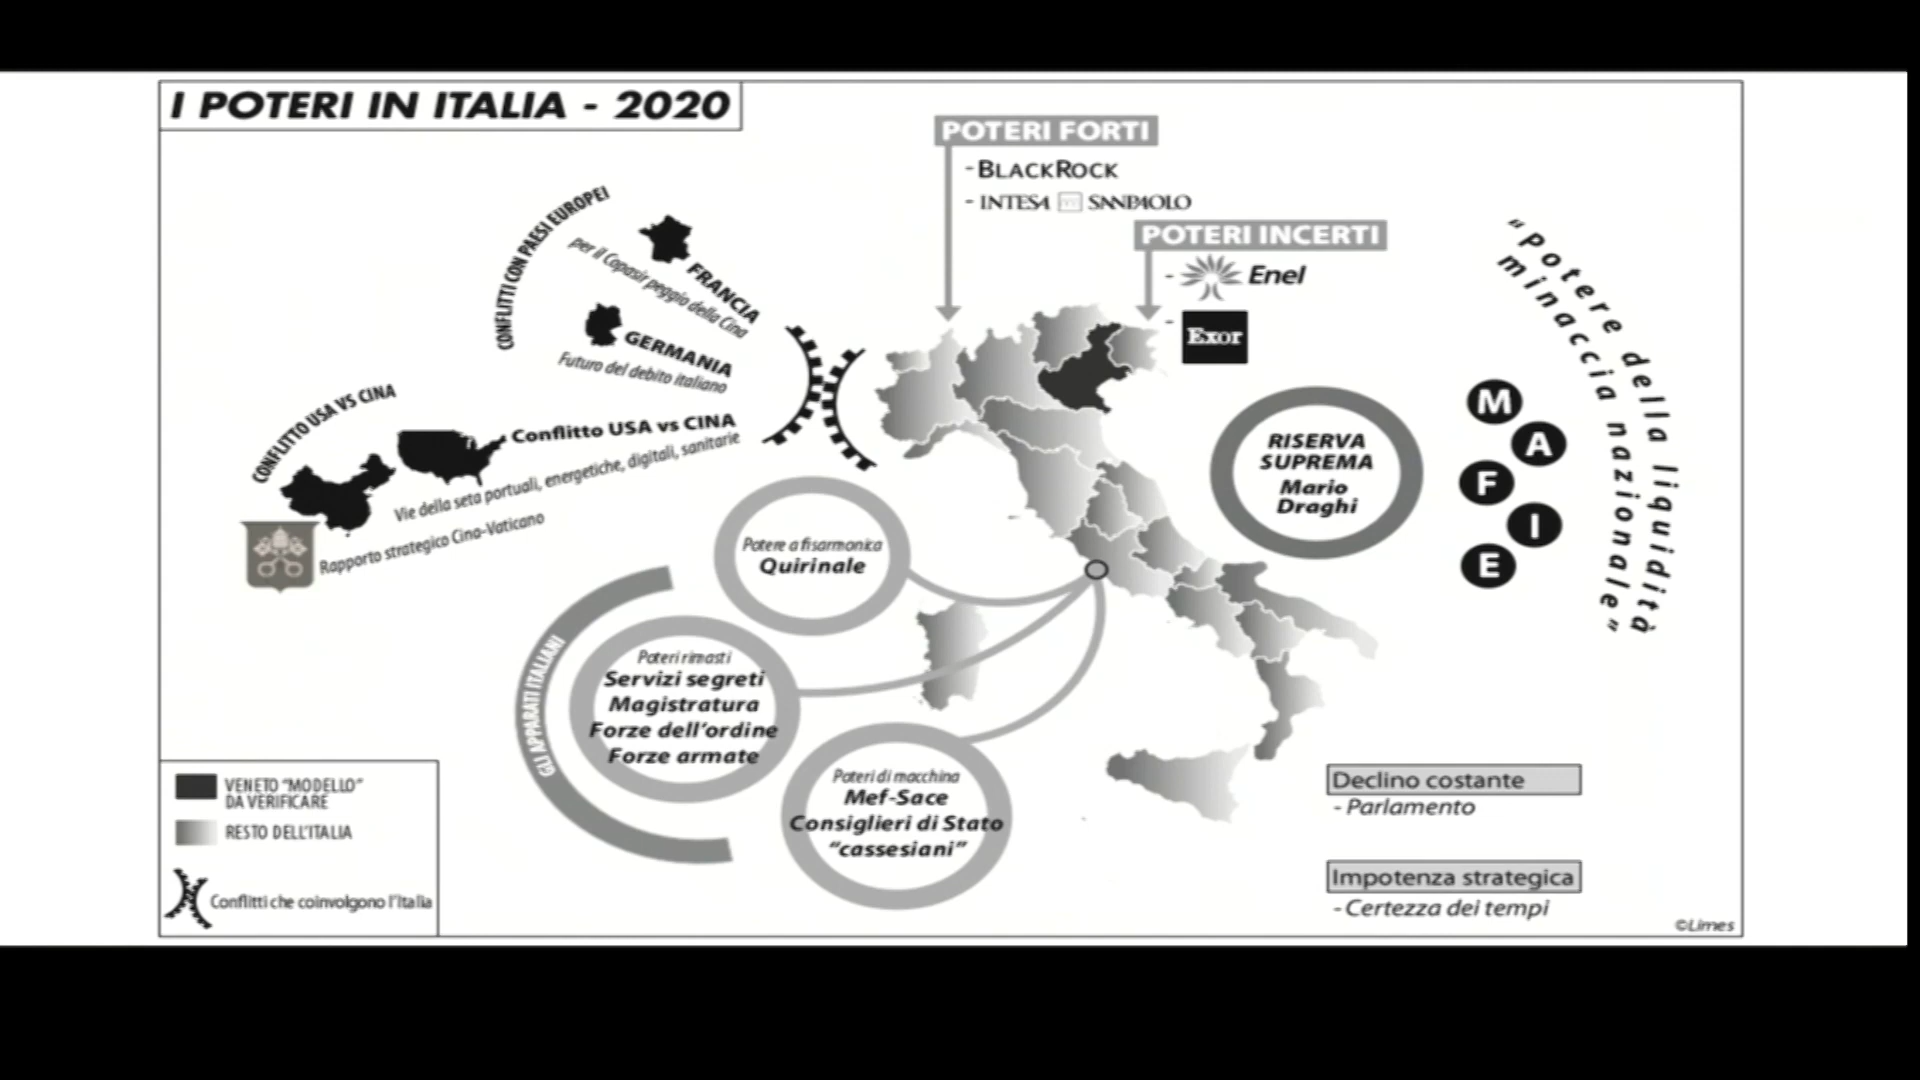 I POTERI IN ITALIA - 2020
POTERI FORTI
- BLACKROCK
- INTESA SANPAOLO
POTERI INCERTI
- Enel
- Exor
CONFLITTI CON PAESI EUROPEI
FRANCIA
per il Copasir peggio della Cina
GERMANIA
Futuro del debito italiano
CONFLITTO USA VS CINA
Conflitto USA vs CINA
Vie della seta portuali, energetiche, digitali, sanitarie
Rapporto strategico Cina-Vaticano
RISERVA
SUPREMA
Mario
Draghi
MAFIE
"Potere della liquidità
minaccia nazionale"
Potere a fisarmonica
Quirinale
GLI APPARATI ITALIANI
Poteri rimasti
Servizi segreti
Magistratura
Forze dell'ordine
Forze armate
Poteri di macchina
Mef-Sace
Consiglieri di Stato
"cassesiani"
VENETO "MODELLO"
DA VERIFICARE
RESTO DELL'ITALIA
Conflitti che coinvolgono l'Italia
Declino costante
- Parlamento
Impotenza strategica
- Certezza dei tempi
©Limes